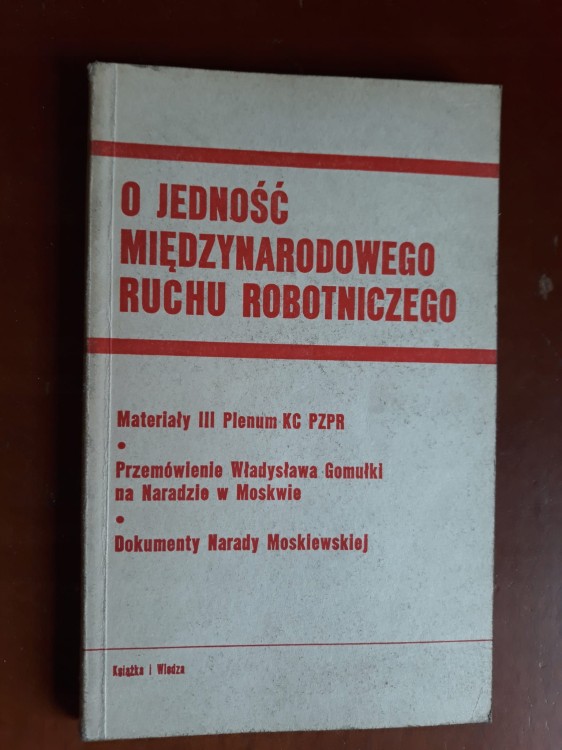 O JEDNOŚĆ
MIĘDZYNARODOWEGO
RUCHU ROBOTNICZEGO
Materiały III Plenum KC PZPR
•
Przemówienie Władysława Gomułki
na Naradzie w Moskwie
•
Dokumenty Narady Moskiewskiej
Książka i Wiedza